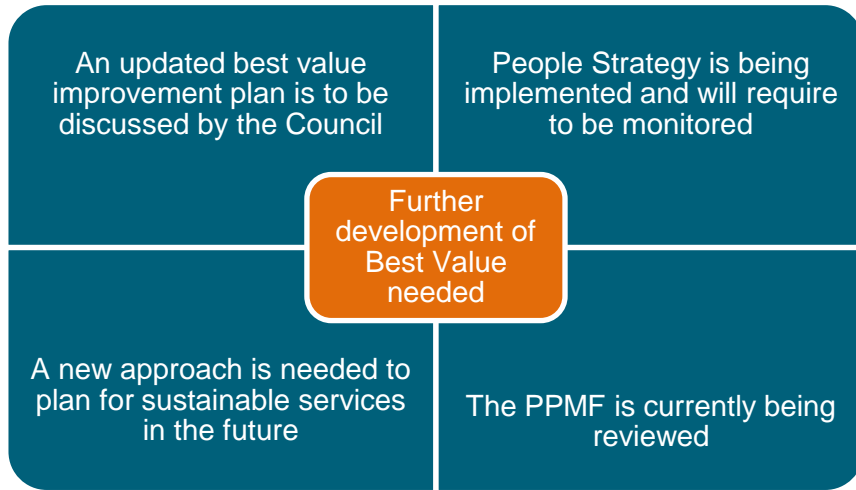 An updated best value
improvement plan is to be
discussed by the Council
People Strategy is being
implemented and will require
to be monitored
Further
development of
Best Value
needed
A new approach is needed to
plan for sustainable services
in the future
The PPMF is currently being
reviewed